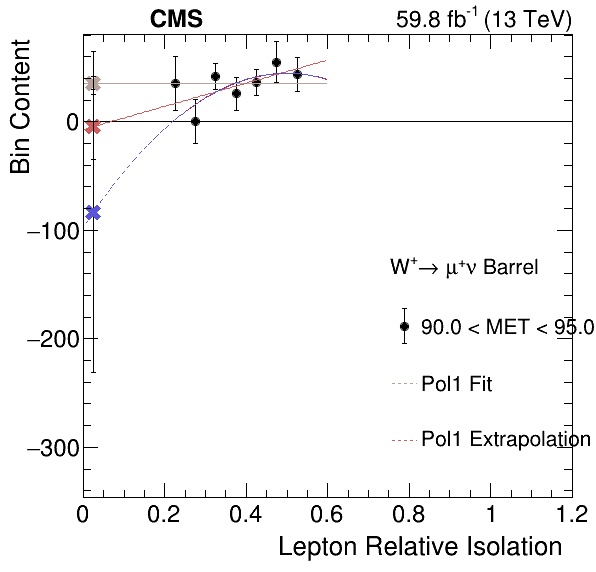 CMS
59.8 fb⁻¹ (13 TeV)
Bin Content
0
−100
−200
−300
W⁺→ μ⁺ν Barrel
90.0 < MET < 95.0
Pol1 Fit
Pol1 Extrapolation
0 0.2 0.4 0.6 0.8 1 1.2
Lepton Relative Isolation